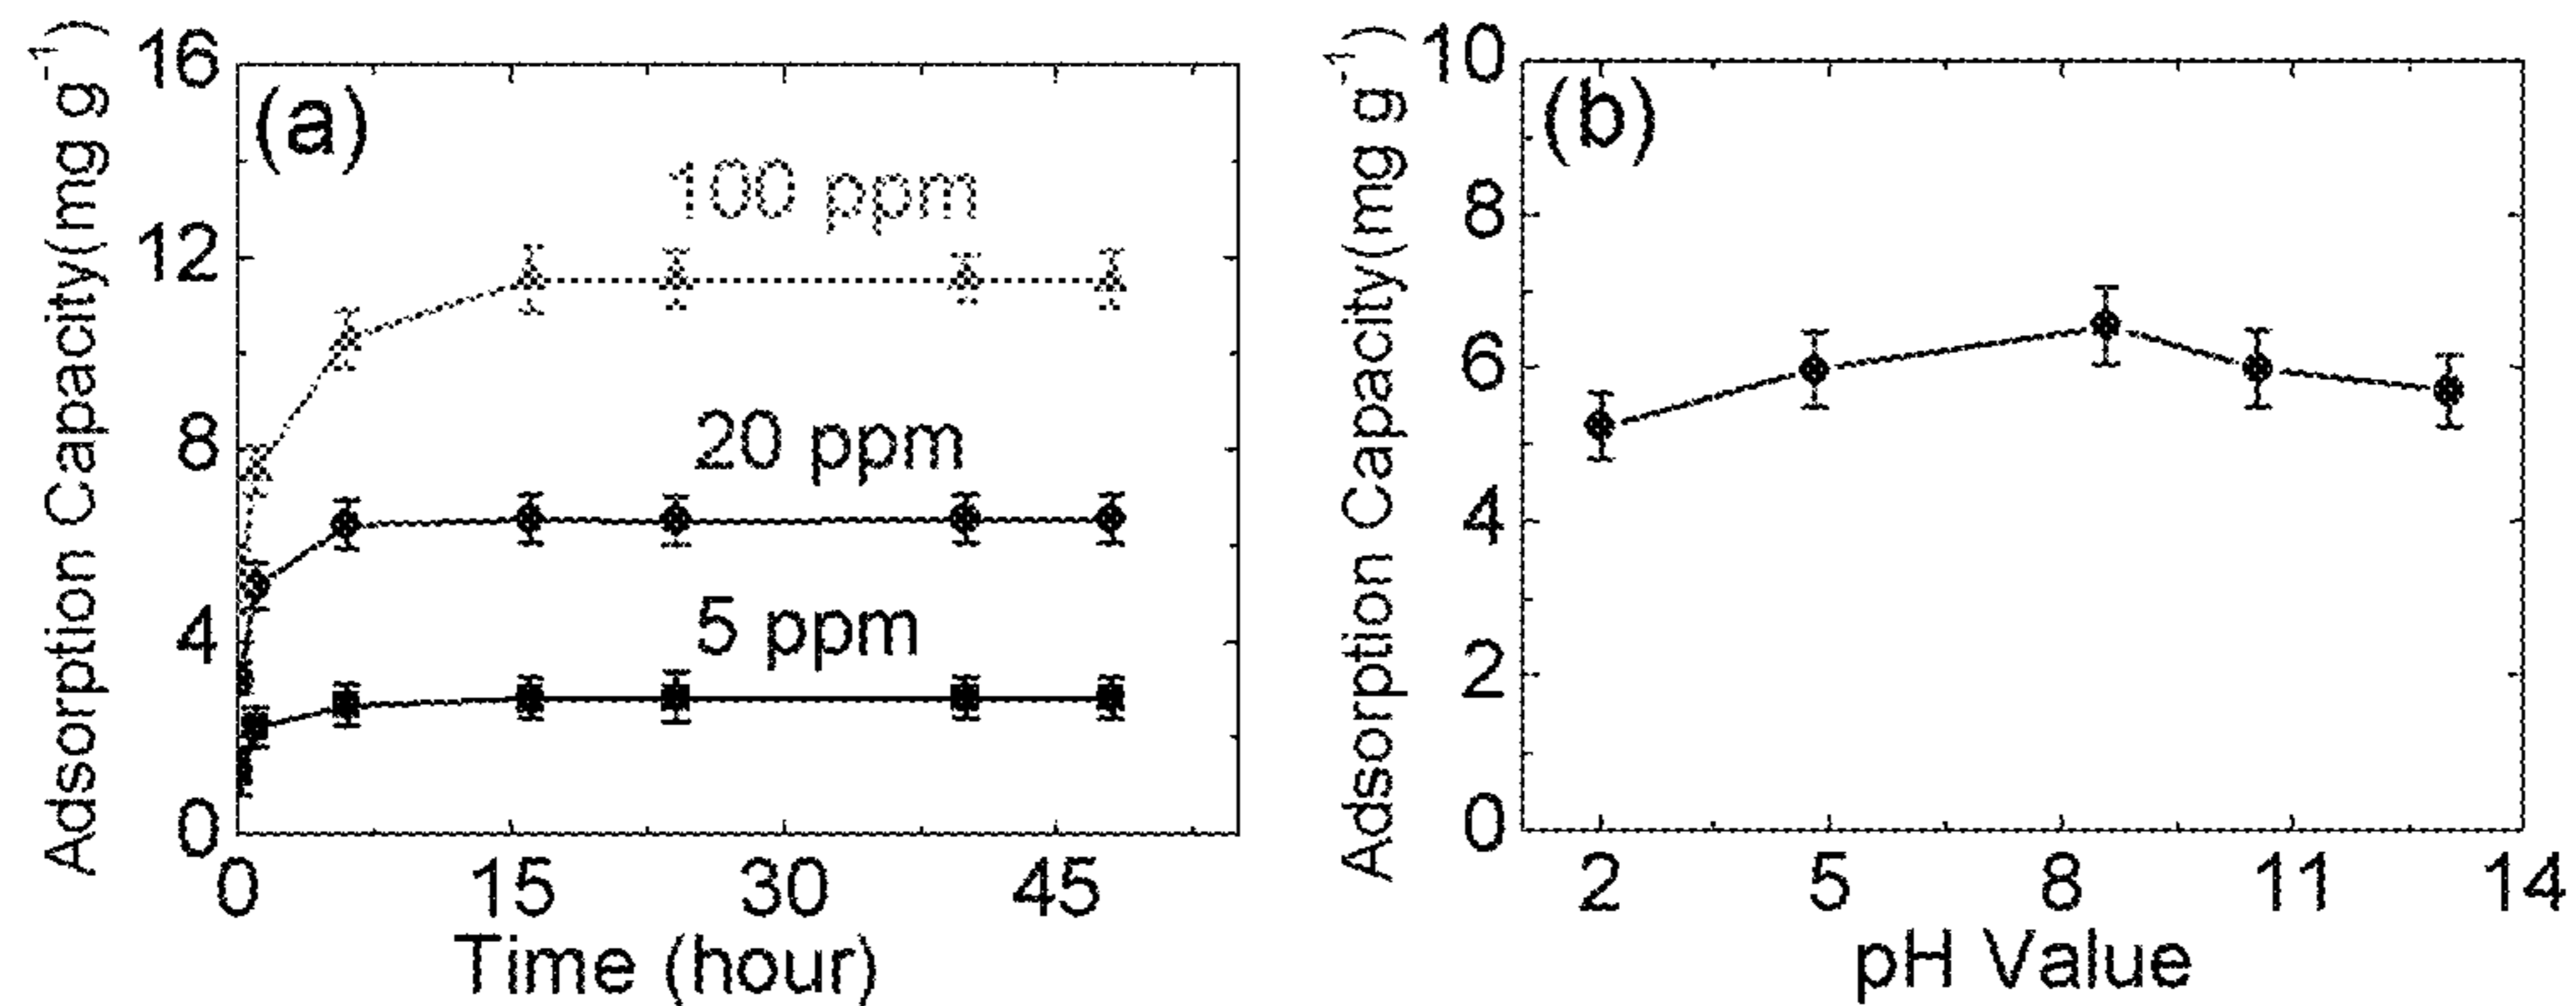 Adsorption Capacity(mg g⁻¹)
16
12
8
4
0
(a)
100 ppm
20 ppm
5 ppm
0 15 30 45
Time (hour)
Adsorption Capacity(mg g⁻¹)
10
8
6
4
2
0
(b)
2 5 8 11 14
pH Value